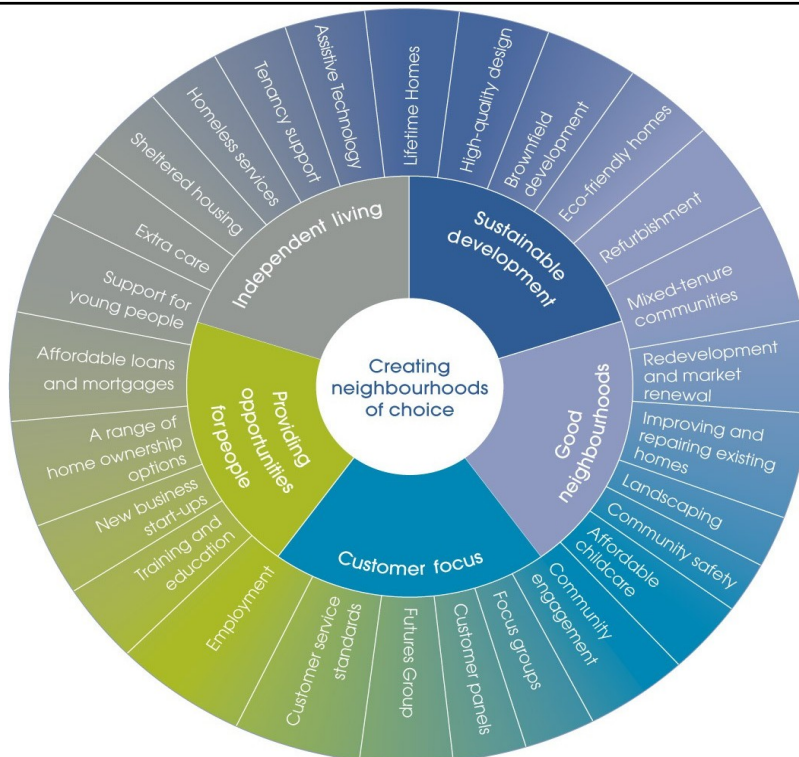 Creating
neighbourhoods
of choice
Sustainable
development
Good
neighbourhoods
Customer focus
Providing
opportunities
for people
Independent living
Lifetime Homes
High-quality design
Brownfield
development
Eco-friendly homes
Refurbishment
Mixed-tenure
communities
Redevelopment
and market
renewal
Improving and
repairing existing
homes
Landscaping
Community safety
Affordable
childcare
Community
engagement
Focus groups
Customer panels
Futures Group
Customer service
standards
Employment
Training and
education
New business
start-ups
A range of
home ownership
options
Affordable loans
and mortgages
Support for
young people
Extra care
Sheltered housing
Homeless services
Tenancy support
Assistive Technology